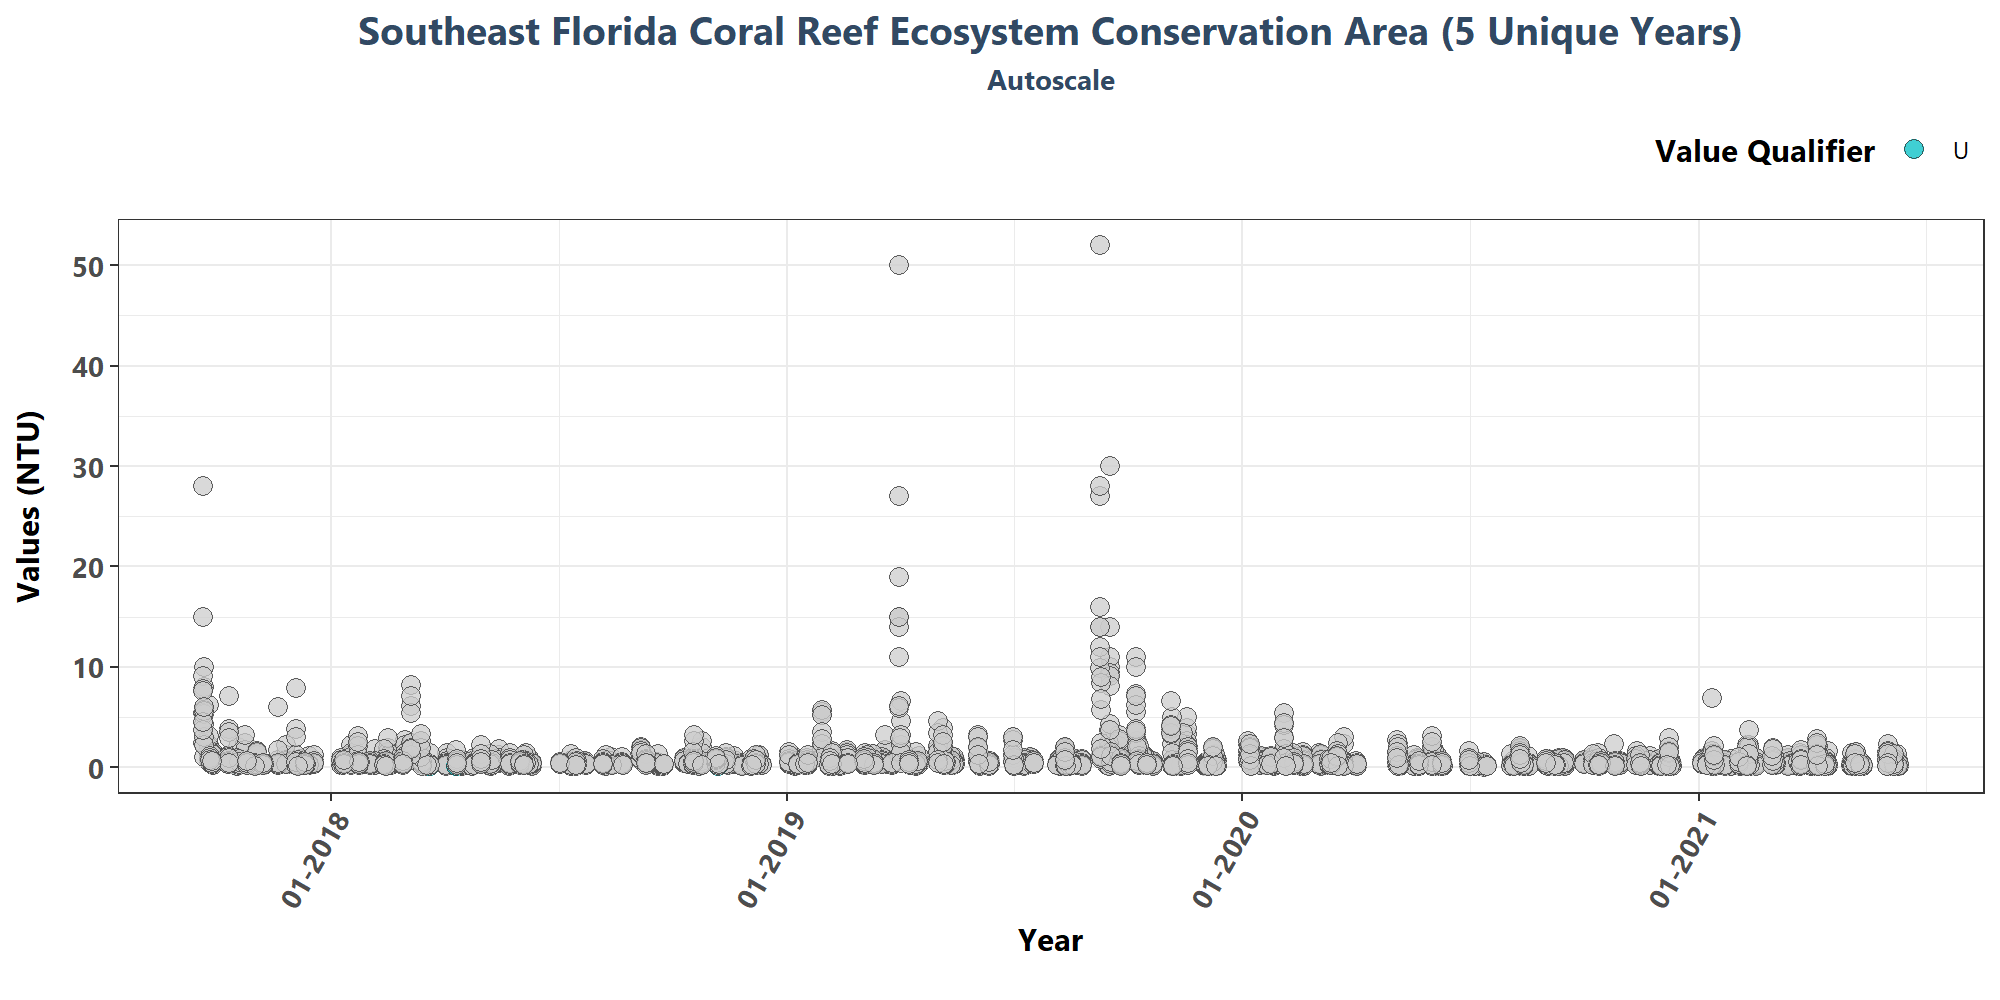 Southeast Florida Coral Reef Ecosystem Conservation Area (5 Unique Years)
Autoscale
Value Qualifier U
Values (NTU)
50
40
30
20
10
0
01-2018
01-2019
01-2020
01-2021
Year